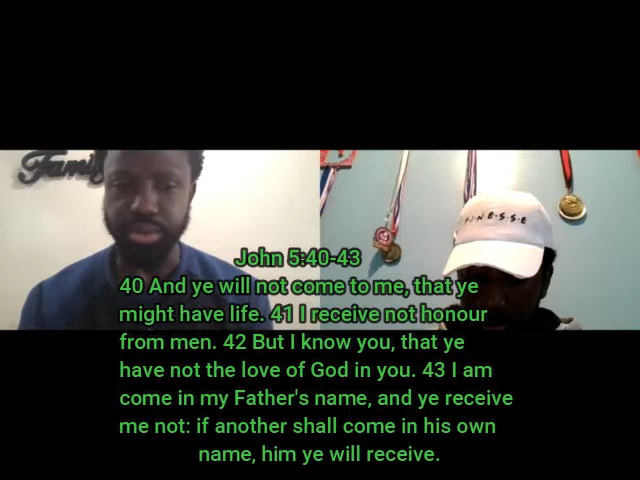 Family
F·I·N·E·S·S·E
John 5:40-43
40 And ye will not come to me, that ye
might have life. 41 I receive not honour
from men. 42 But I know you, that ye
have not the love of God in you. 43 I am
come in my Father's name, and ye receive
me not: if another shall come in his own
name, him ye will receive.